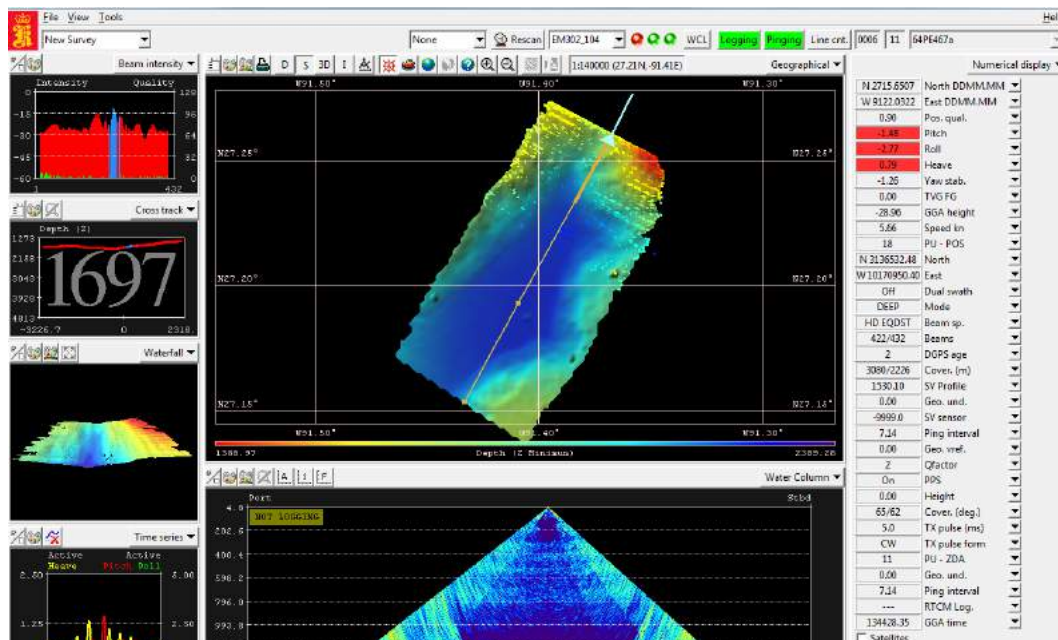 File View Tools Hel
New Survey None Rescan EM302_104 WCL Logging Pinging Line cnt. 0006 11 64PE467a
Beam intensity D S 3D I 1:140000 (27.21N,-91.41E) Geographical Numerical display
Intensity Quality
0 128
-15 96
-30 64
-45 32
-60 0
1 432
Cross track
Depth (Z)
1273
2188
3043
3928
4813
-3226.7 0 2318.
1697
Waterfall
Time series
Active Active
Heave Pitch Roll
2.50 5.00
1.25 2.50
W91.50° W91.40° W91.30°
N27.25° N27.25°
N27.20° N27.20°
N27.15° N27.15°
W91.50° W91.40° W91.30°
1388.97 Depth (Z Minimum) 2389.28
Water Column
Port Stbd
NOT LOGGING
4.0
202.6
400.4
598.2
796.0
993.8
N 2715.6507 North DDMM.MM
W 9122.0322 East DDMM.MM
0.90 Pos. qual.
-1.48 Pitch
-2.77 Roll
0.79 Heave
-1.26 Yaw stab.
0.00 TVG FG
-28.96 GGA height
5.66 Speed kn
18 PU - POS
N 3136532.48 North
W 10170950.40 East
Off Dual swath
DEEP Mode
HD EQDST Beam sp.
422/432 Beams
2 DGPS age
3080/2226 Cover. (m)
1530.10 SV Profile
0.00 Geo. und.
-9999.0 SV sensor
7.14 Ping interval
0.00 Geo. vref.
2 Qfactor
On PPS
0.00 Height
65/62 Cover. (deg.)
5.0 TX pulse (ms)
CW TX pulse form
11 PU - ZDA
0.00 Geo. und.
7.14 Ping interval
--- RTCM Log.
134428.35 GGA time
Satellites